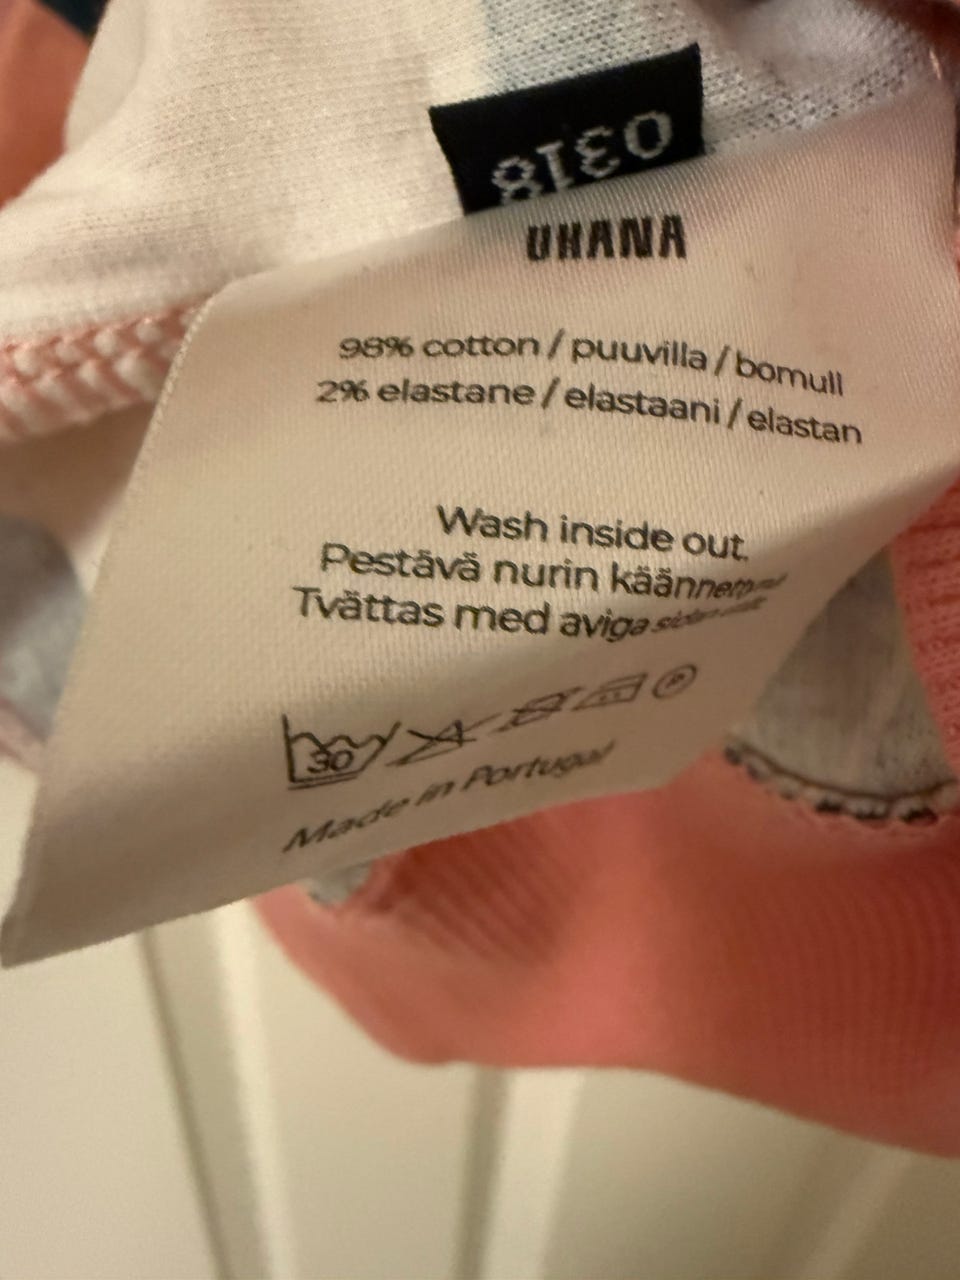 0318
UHANA
98% cotton / puuvilla / bomull
2% elastane / elastaani / elastan
Wash inside out.
Pestävä nurin käännettynä
Tvättas med aviga sidan
30
P
Made in Portugal